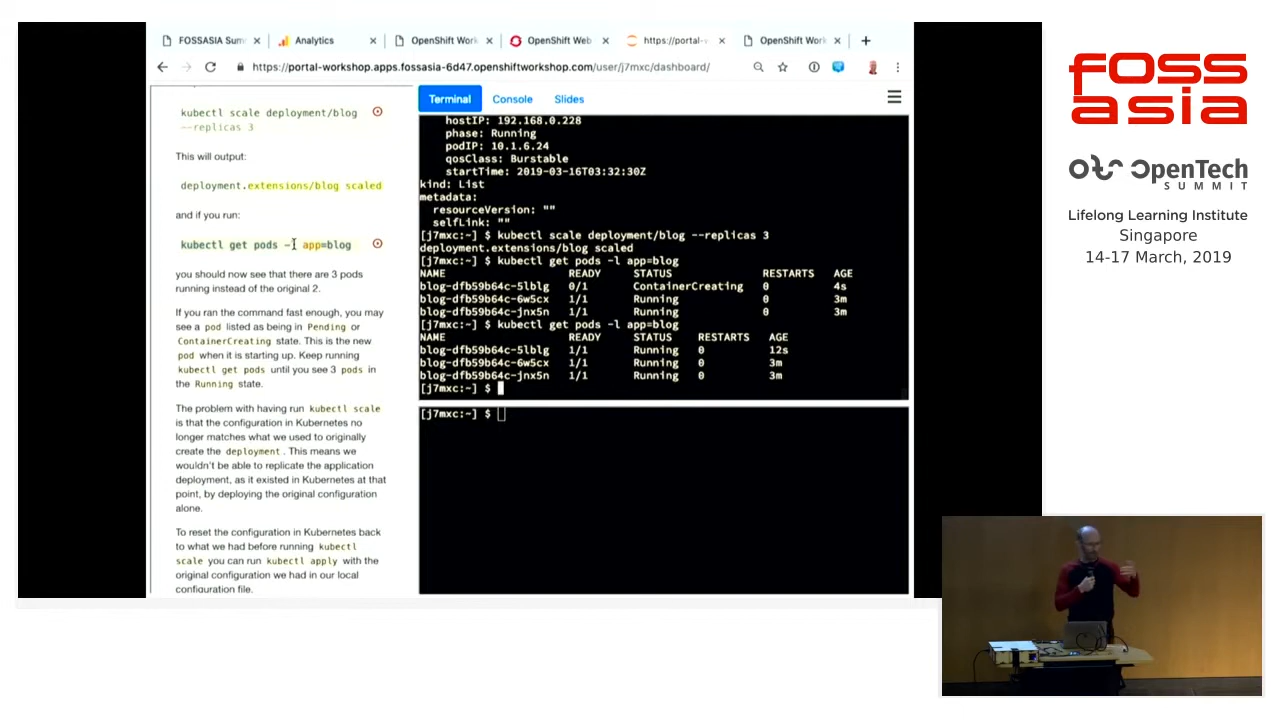 FOSSASIA Sum
Analytics
OpenShift Work
OpenShift Web
https://portal-w
OpenShift Work
https://portal-workshop.apps.fossasia-6d47.openshiftworkshop.com/user/j7mxc/dashboard/
kubectl scale deployment/blog
--replicas 3
This will output:
deployment.extensions/blog scaled
and if you run:
kubectl get pods -l app=blog
you should now see that there are 3 pods
running instead of the original 2.
If you ran the command fast enough, you may
see a pod listed as being in Pending or
ContainerCreating state. This is the new
pod when it is starting up. Keep running
kubectl get pods until you see 3 pods in
the Running state.
The problem with having run kubectl scale
is that the configuration in Kubernetes no
longer matches what we used to originally
create the deployment. This means we
wouldn't be able to replicate the application
deployment, as it existed in Kubernetes at that
point, by deploying the original configuration
alone.
To reset the configuration in Kubernetes back
to what we had before running kubectl
scale you can run kubectl apply with the
original configuration we had in our local
configuration file.
Terminal Console Slides
hostIP: 192.168.0.228
phase: Running
podIP: 10.1.6.24
qosClass: Burstable
startTime: 2019-03-16T03:32:30Z
kind: List
metadata:
resourceVersion: ""
selfLink: ""
[j7mxc:~] $ kubectl scale deployment/blog --replicas 3
deployment.extensions/blog scaled
[j7mxc:~] $ kubectl get pods -l app=blog
NAME READY STATUS RESTARTS AGE
blog-dfb59b64c-5lblg 0/1 ContainerCreating 0 4s
blog-dfb59b64c-6w5cx 1/1 Running 0 3m
blog-dfb59b64c-jnx5n 1/1 Running 0 3m
[j7mxc:~] $ kubectl get pods -l app=blog
NAME READY STATUS RESTARTS AGE
blog-dfb59b64c-5lblg 1/1 Running 0 12s
blog-dfb59b64c-6w5cx 1/1 Running 0 3m
blog-dfb59b64c-jnx5n 1/1 Running 0 3m
[j7mxc:~] $
[j7mxc:~] $
FOSS
asia
OpenTech
SUMMIT
Lifelong Learning Institute
Singapore
14-17 March, 2019